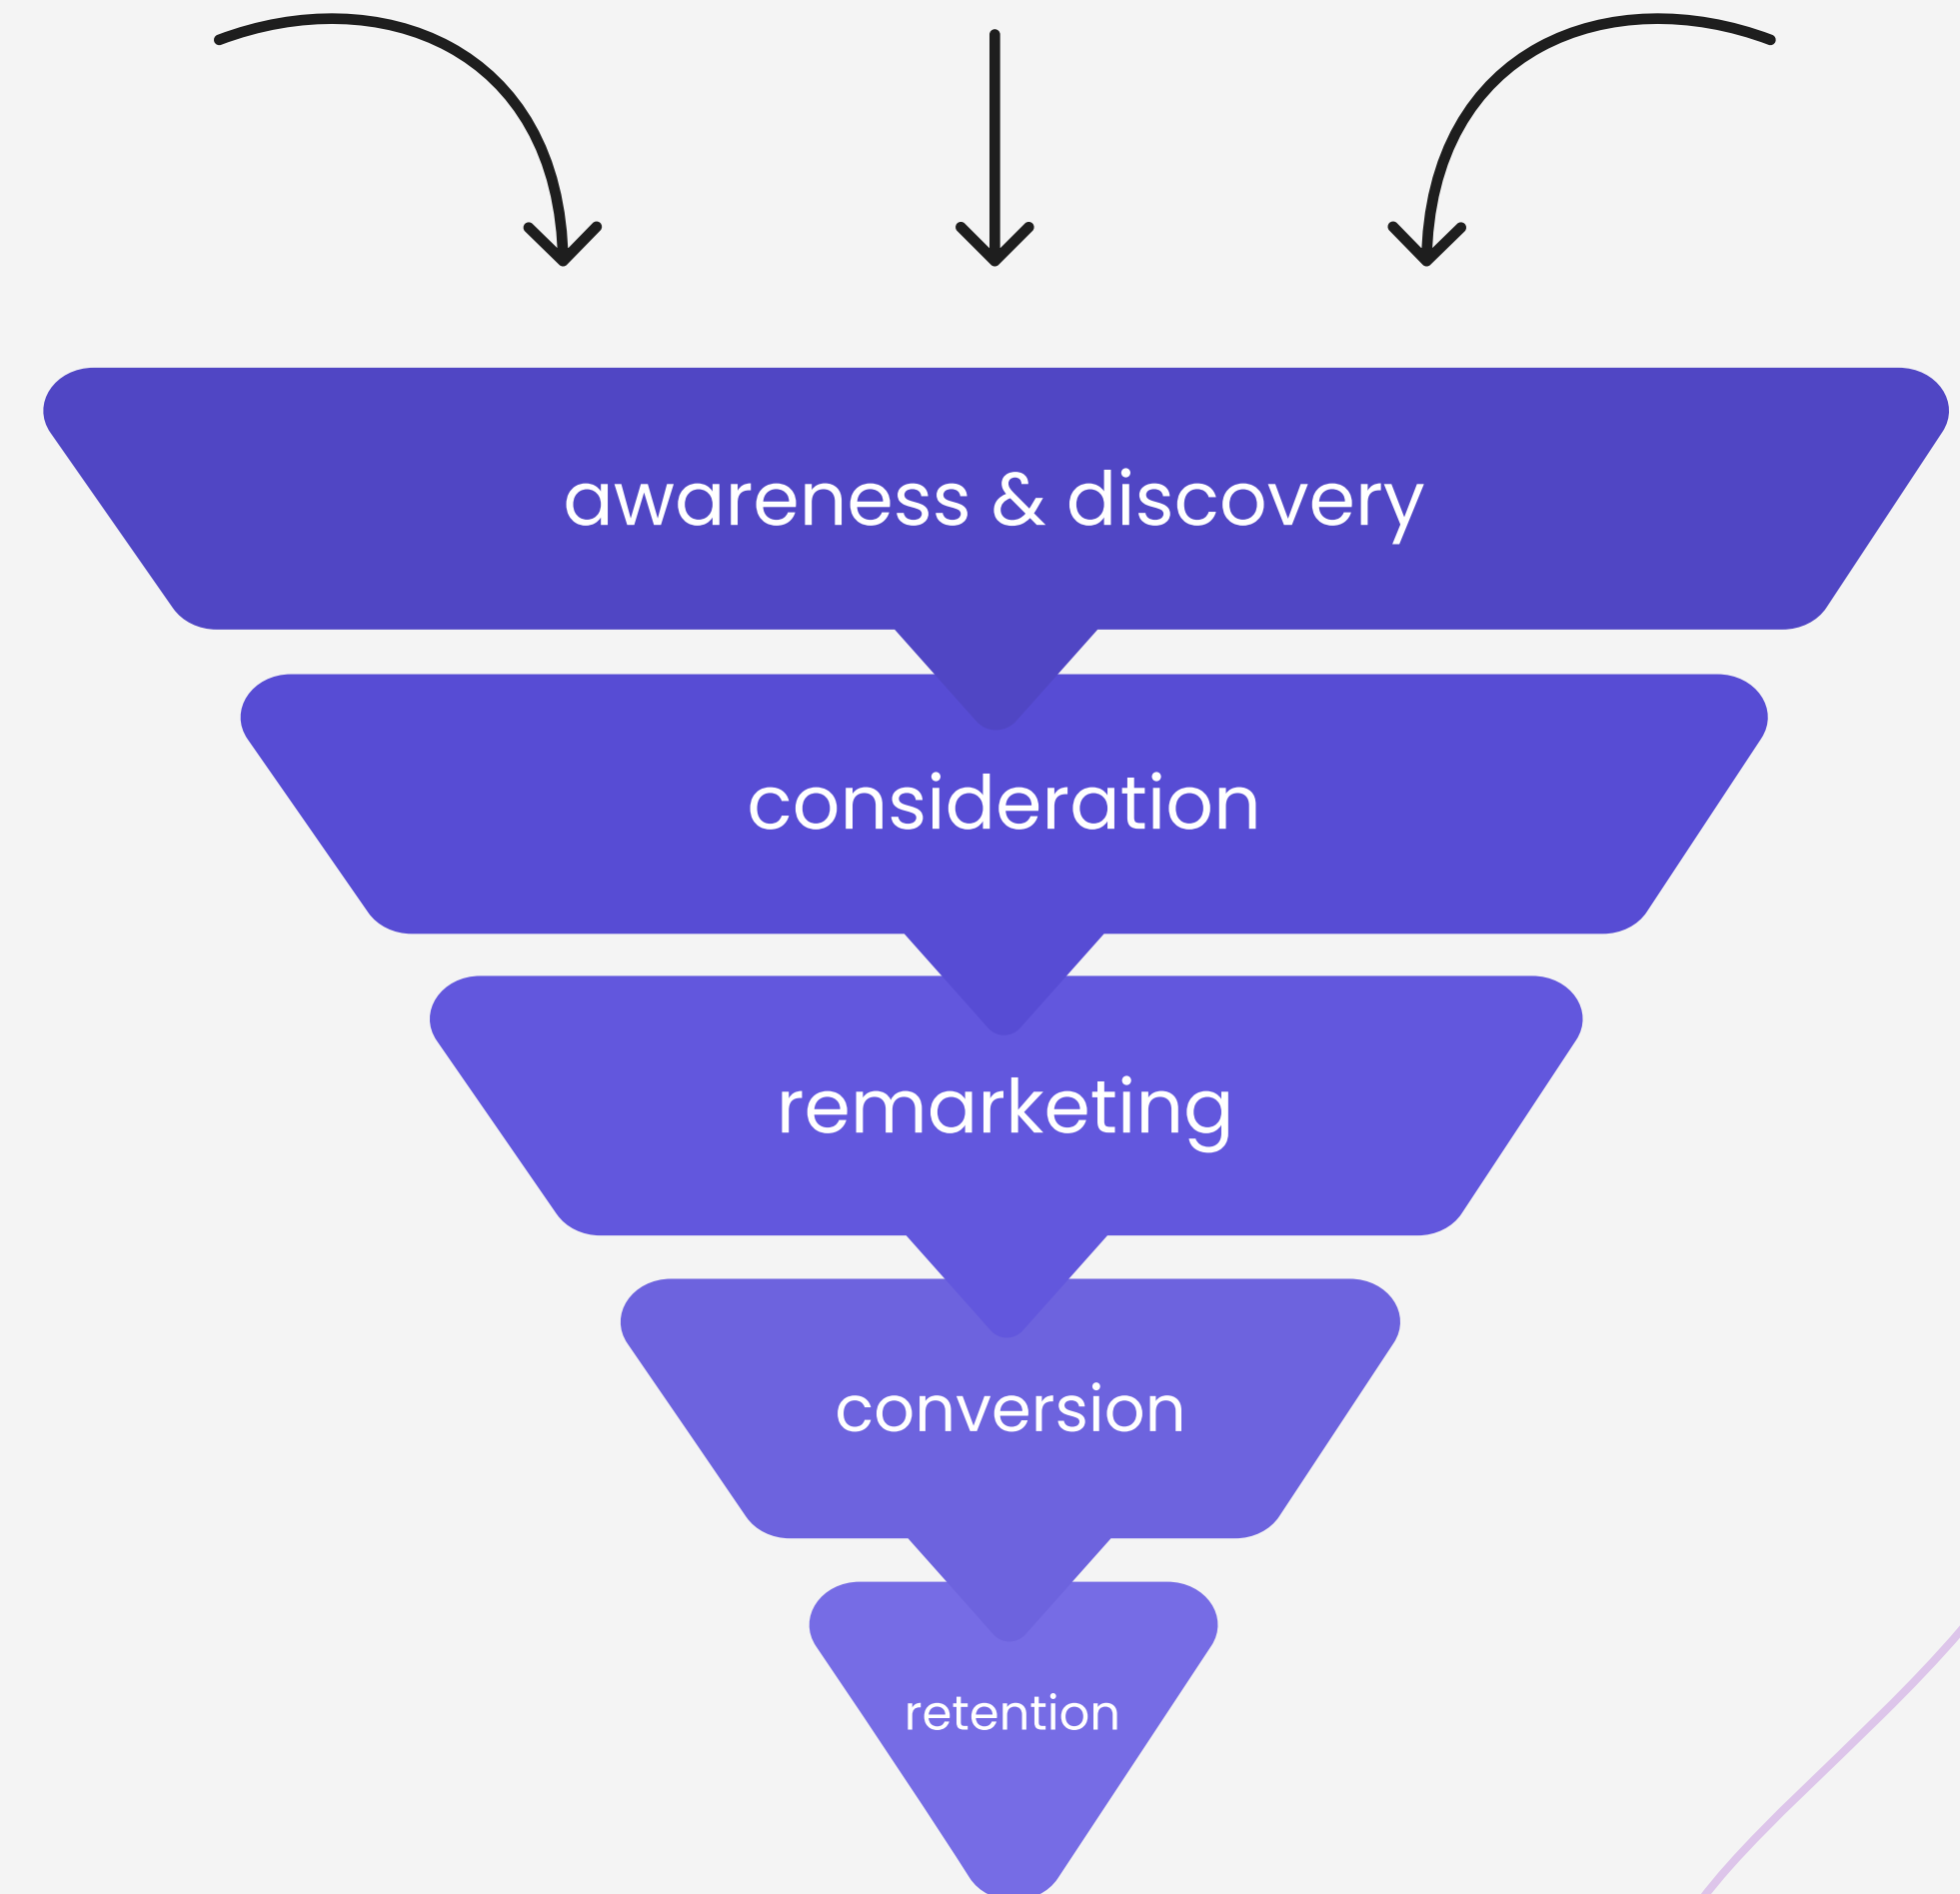 awareness & discovery
consideration
remarketing
conversion
retention